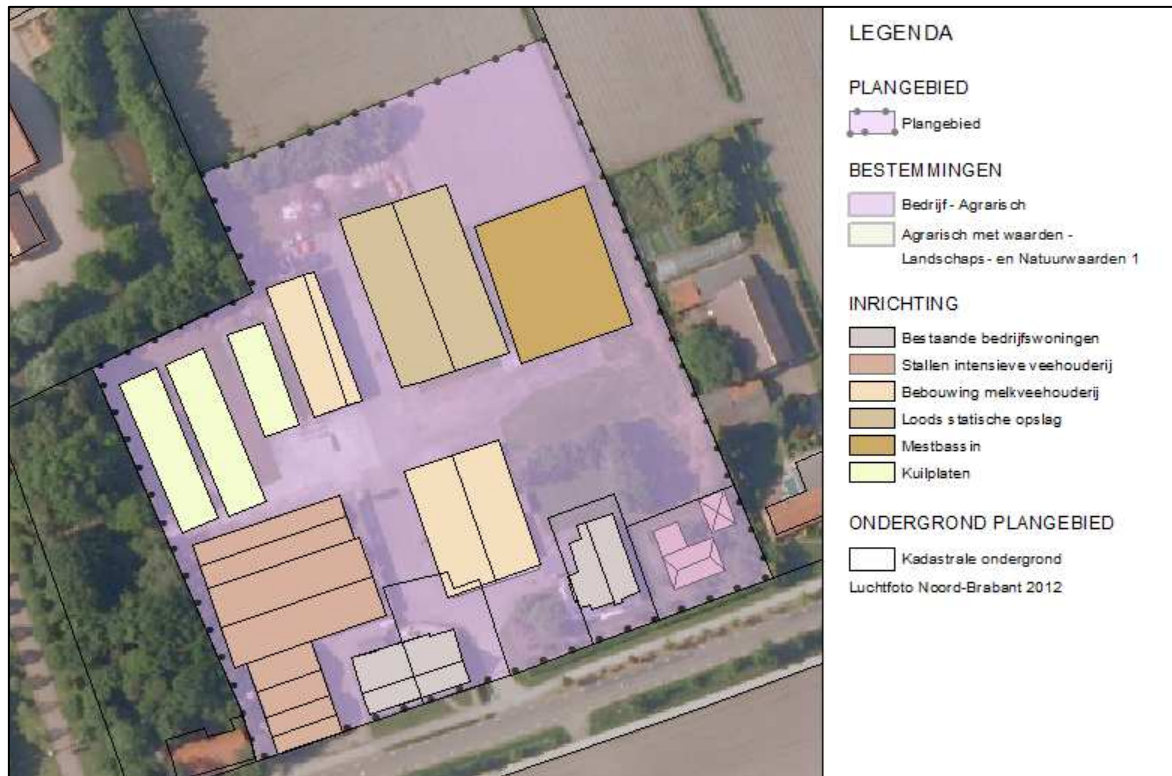 LEGENDA
PLANGEBIED
Plangebied
BESTEMMINGEN
Bedrijf - Agrarisch
Agrarisch met waarden -
Landschaps- en Natuurwaarden 1
INRICHTING
Bestaande bedrijfswoningen
Stallen intensieve veehouderij
Bebouwing melkveehouderij
Loods statische opslag
Mestbassin
Kuilplaten
ONDERGROND PLANGEBIED
Kadastrale ondergrond
Luchtfoto Noord-Brabant 2012